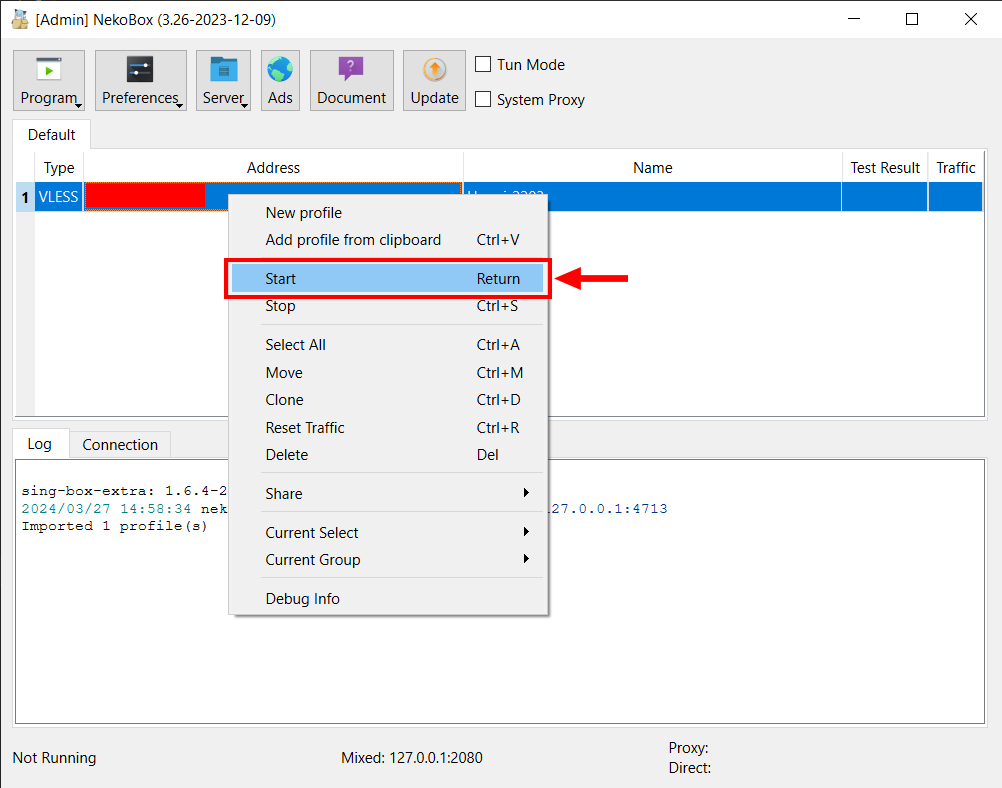 [Admin] NekoBox (3.26-2023-12-09)
Program
Preferences
Server
Ads
Document
Update
Tun Mode
System Proxy
Default
Type Address Name Test Result Traffic
1 VLESS
New profile
Add profile from clipboard Ctrl+V
Start Return
Stop Ctrl+S
Select All Ctrl+A
Move Ctrl+M
Clone Ctrl+D
Reset Traffic Ctrl+R
Delete Del
Share
Current Select
Current Group
Debug Info
Log Connection
sing-box-extra: 1.6.4-2
2024/03/27 14:58:34 nek 27.0.0.1:4713
Imported 1 profile(s)
Not Running
Mixed: 127.0.0.1:2080
Proxy:
Direct: